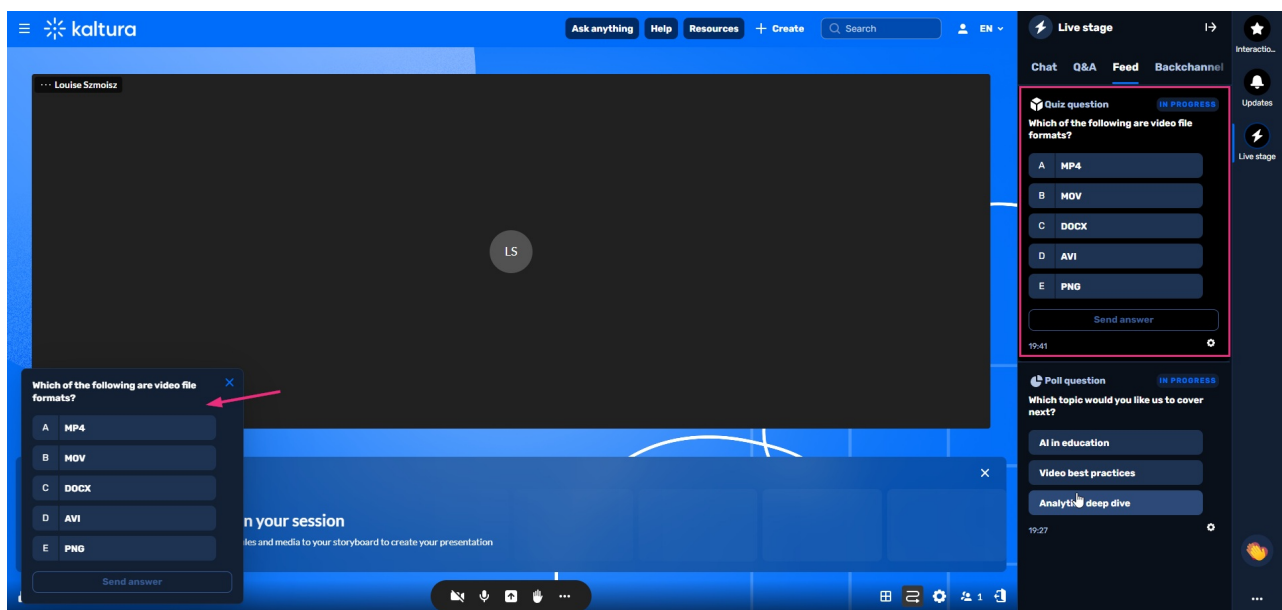 kaltura
Ask anything
Help
Resources
+ Create
Search
EN
Live stage
Interactio...
Chat
Q&A
Feed
Backchannel
Updates
Live stage
··· Louise Szmoisz
LS
Quiz question
IN PROGRESS
Which of the following are video file
formats?
A MP4
B MOV
C DOCX
D AVI
E PNG
Send answer
19:41
Poll question
IN PROGRESS
Which topic would you like us to cover
next?
AI in education
Video best practices
deep dive
19:27
Which of the following are video file
formats?
A MP4
B MOV
C DOCX
D AVI
E PNG
Send answer
n your session
les and media to your storyboard to create your presentation
1